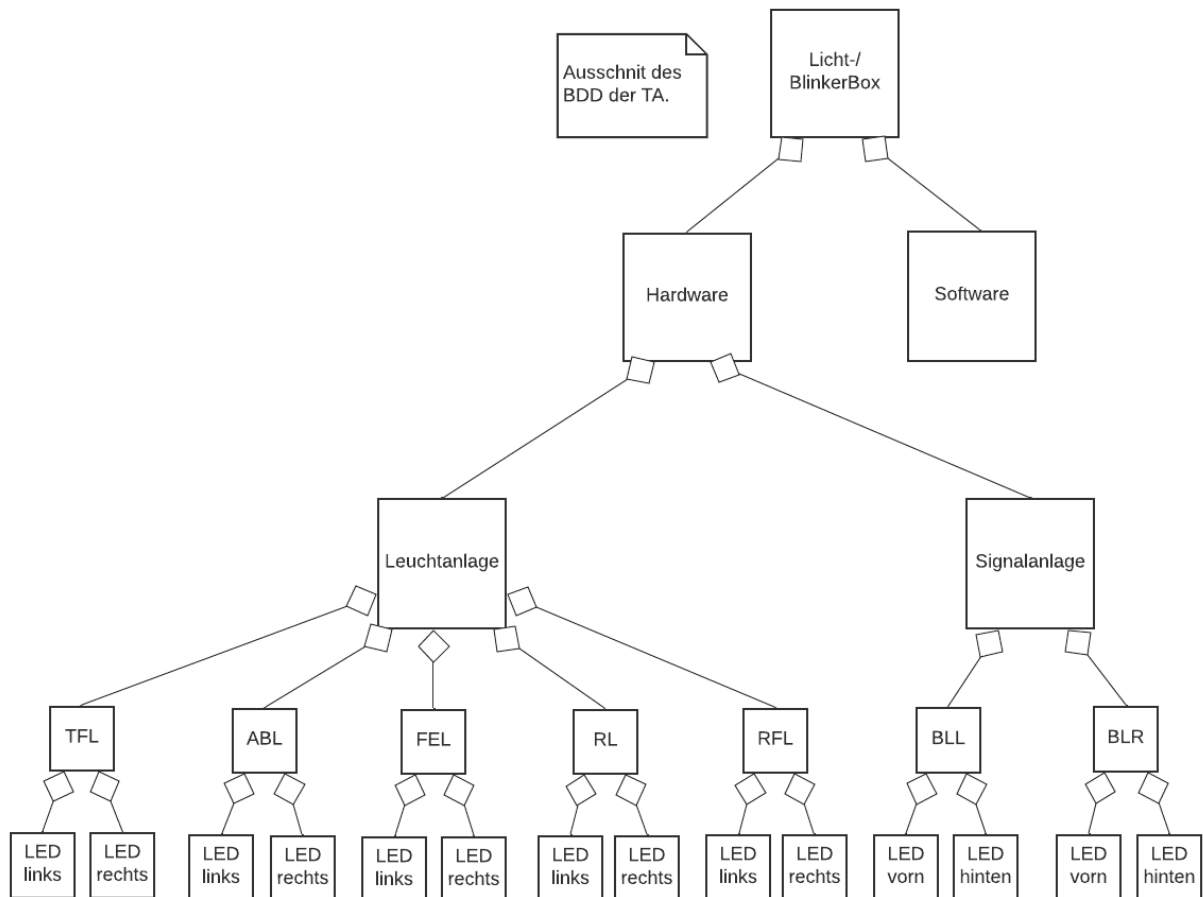 Ausschnit des
BDD der TA.
Licht-/
BlinkerBox
Hardware
Software
Leuchtanlage
Signalanlage
TFL
ABL
FEL
RL
RFL
BLL
BLR
LED
links
LED
rechts
LED
links
LED
rechts
LED
links
LED
rechts
LED
links
LED
rechts
LED
links
LED
rechts
LED
vorn
LED
hinten
LED
vorn
LED
hinten